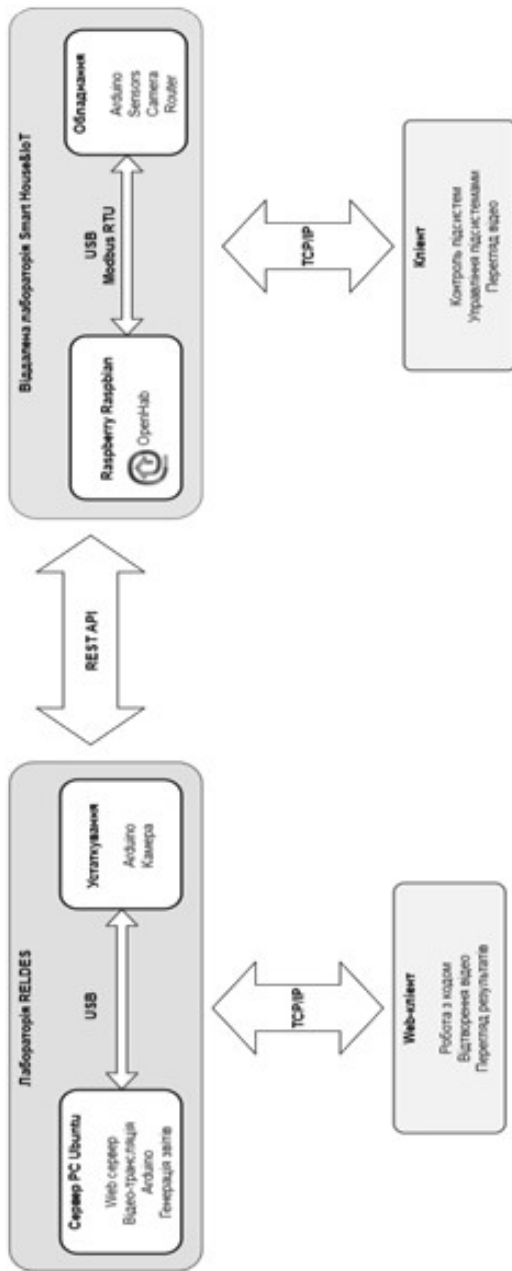 Лабораторія RELDES
Сервер PC Ubuntu
Web сервер
Відео-трансляція
Arduino
Генерація звітів
USB
Устаткування
Arduino
Камера
REST API
Віддалена лабораторія Smart House&IoT
Raspberry Raspbian
OpenHab
USB
Modbus RTU
Обладнання
Arduino
Sensors
Camera
Router
TCP/IP
TCP/IP
Web-клієнт
Робота з кодом
Відтворення відео
Перегляд результатів
Клієнт
Контроль підсистем
Управління підсистемами
Перегляд відео